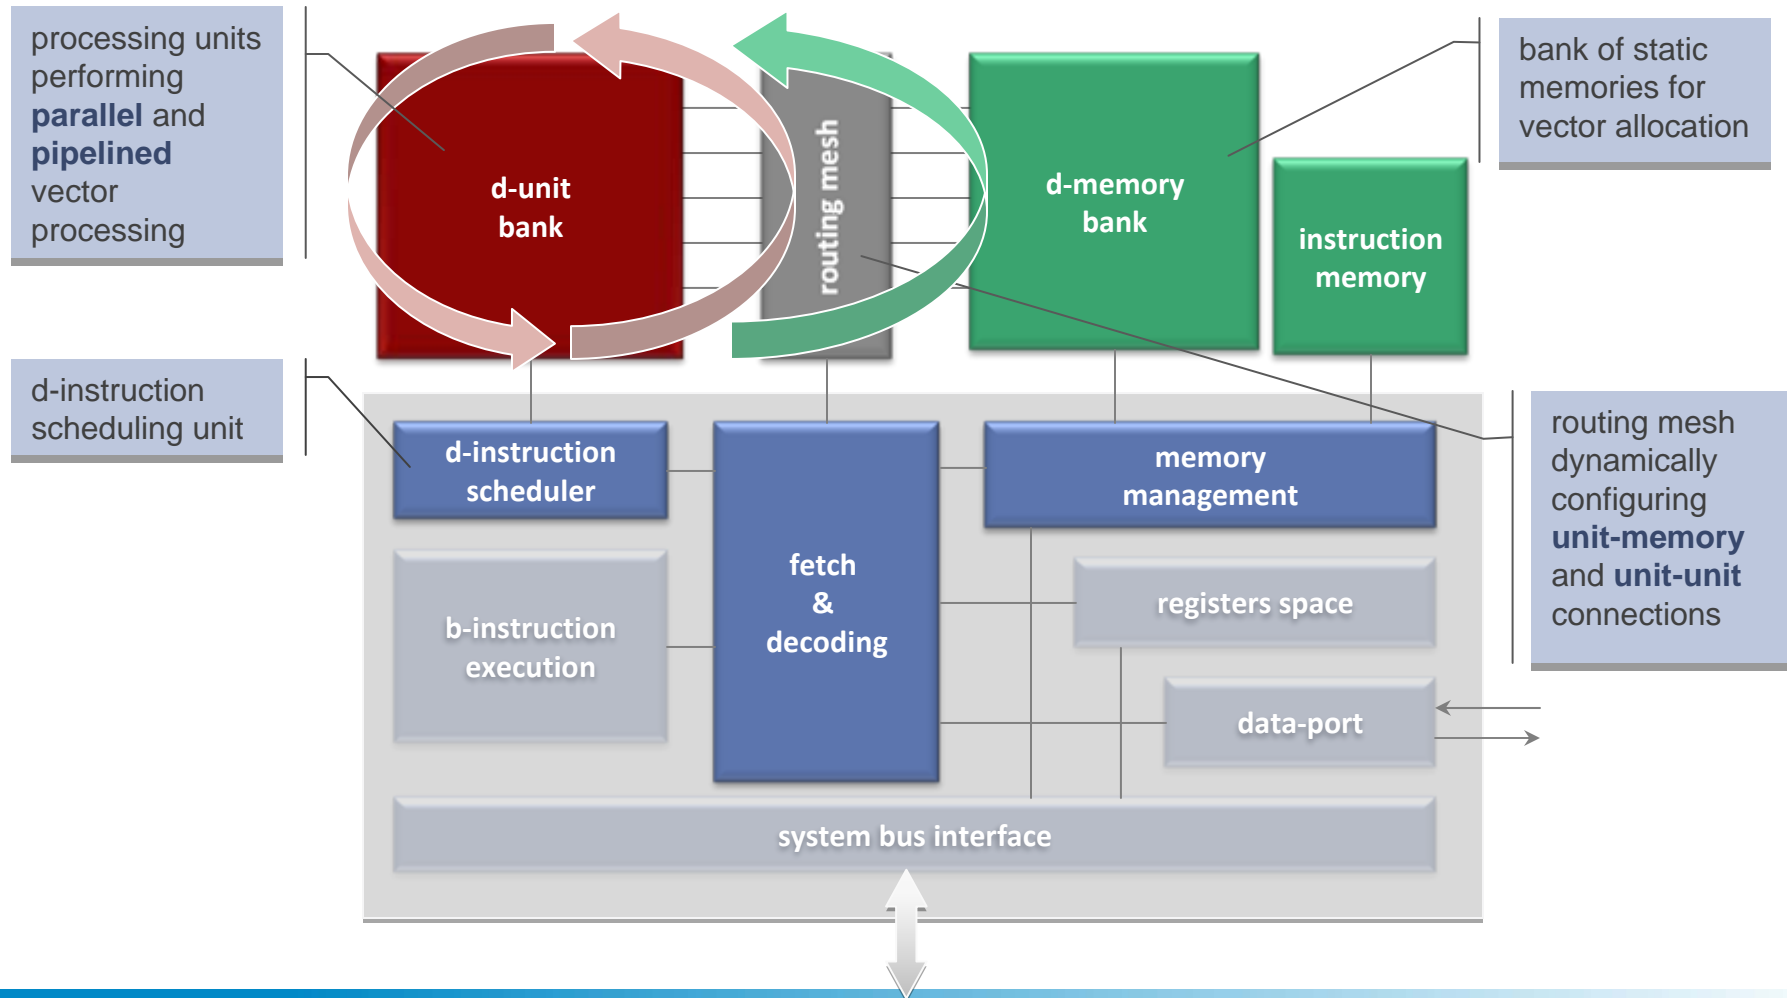 processing units
performing
parallel and
pipelined
vector
processing
bank of static
memories for
vector allocation
d-unit
bank
routing mesh
d-memory
bank
instruction
memory
d-instruction
scheduling unit
routing mesh
dynamically
configuring
unit-memory
and unit-unit
connections
d-instruction
scheduler
memory
management
fetch
&
decoding
registers space
b-instruction
execution
data-port
system bus interface